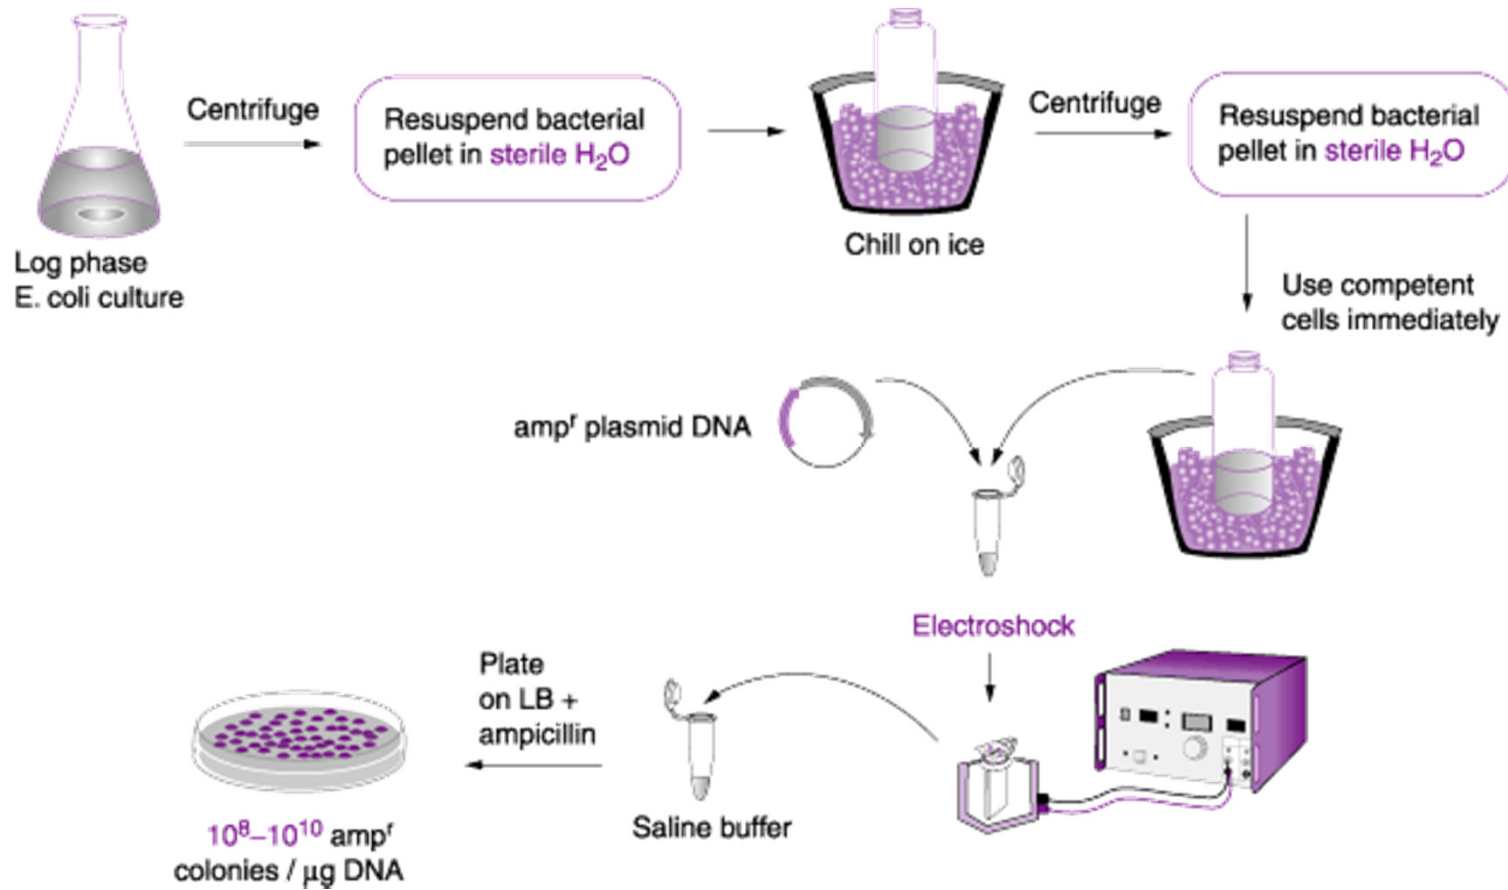 Centrifuge
Resuspend bacterial
pellet in sterile H₂O
Centrifuge
Resuspend bacterial
pellet in sterile H₂O
Chill on ice
Log phase
E. coli culture
Use competent
cells immediately
ampʳ plasmid DNA
Electroshock
Plate
on LB +
ampicillin
Saline buffer
10⁸–10¹⁰ ampʳ
colonies / μg DNA